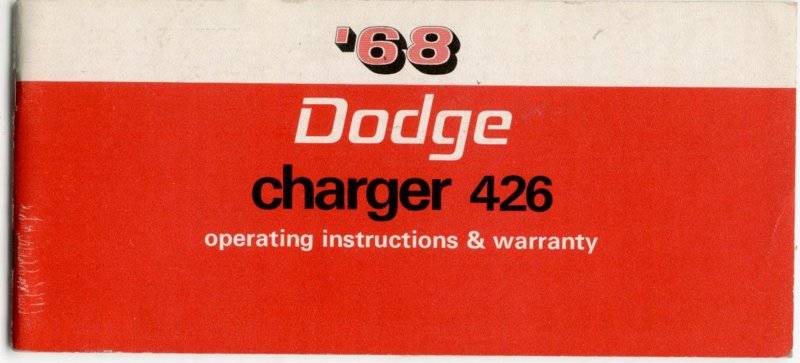 '68
Dodge
charger 426
operating instructions & warranty